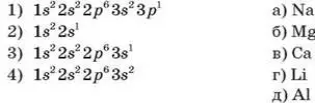 1) 1s²2s²2p⁶3s²3p¹ а) Na
2) 1s²2s¹ б) Mg
3) 1s²2s²2p⁶3s¹ в) Ca
4) 1s²2s²2p⁶3s² г) Li
д) Al